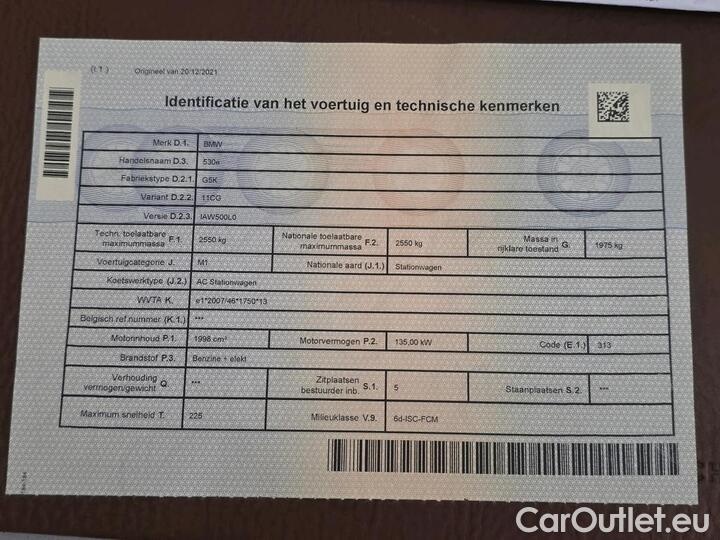 (I.1.) Origineel van 20/12/2021
Identificatie van het voertuig en technische kenmerken
Merk D.1. BMW
Handelsnaam D.3. 530e
Fabriekstype D.2.1. G5K
Variant D.2.2. 11CG
Versie D.2.3. IAW500L0
Techn. toelaatbare maximummassa F.1. 2550 kg Nationale toelaatbare maximummassa F.2. 2550 kg Massa in rijklare toestand G. 1975 kg
Voertuigcategorie J. M1 Nationale aard (J.1.) Stationwagen
Koetswerktype (J.2.) AC Stationwagen
WVTA K. e1*2007/46*1750*13
Belgisch ref.nummer (K.1.) ***
Motorinhoud P.1. 1998 cm³ Motorvermogen P.2. 135,00 kW Code (E.1.) 313
Brandstof P.3. Benzine + elekt
Verhouding vermogen/gewicht Q. *** Zitplaatsen bestuurder inb. S.1. 5 Staanplaatsen S.2. ***
Maximum snelheid T. 225 Milieuklasse V.9. 6d-ISC-FCM
CarOutlet.eu